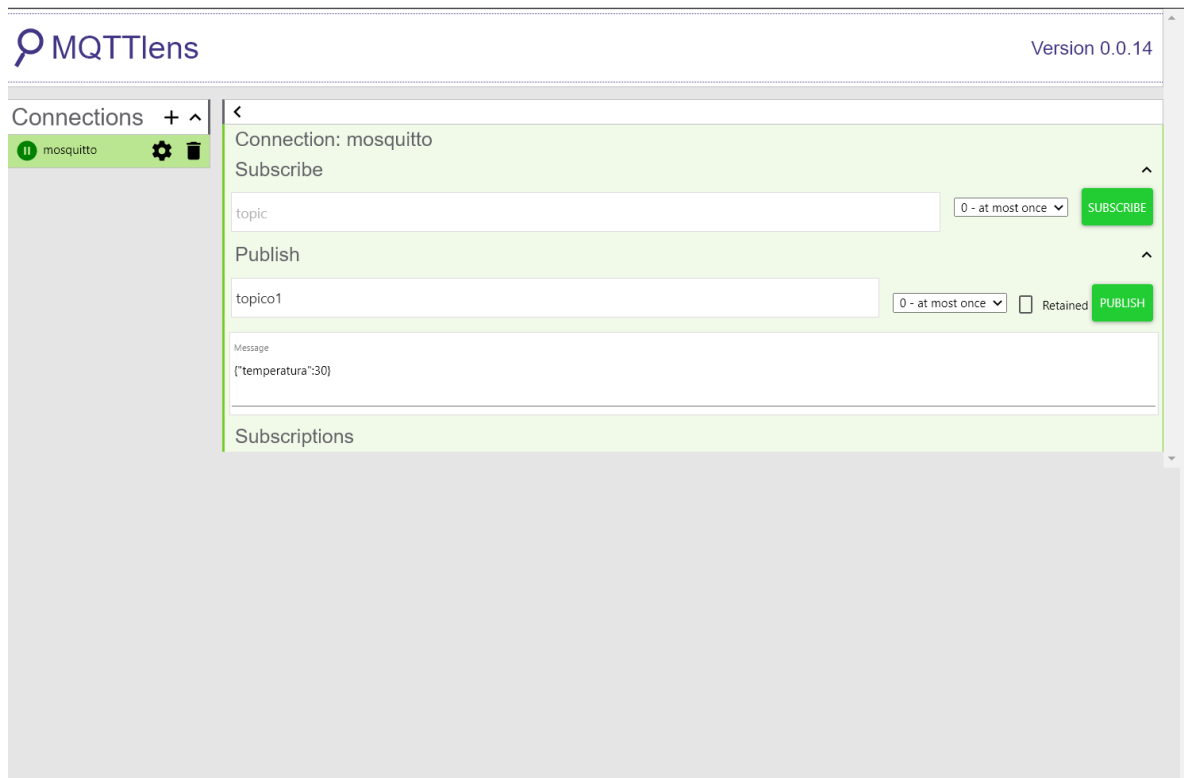 MQTTlens
Version 0.0.14
Connections
mosquitto
Connection: mosquitto
Subscribe
topic
0 - at most once
SUBSCRIBE
Publish
topico1
0 - at most once
Retained
PUBLISH
Message
{"temperatura":30}
Subscriptions